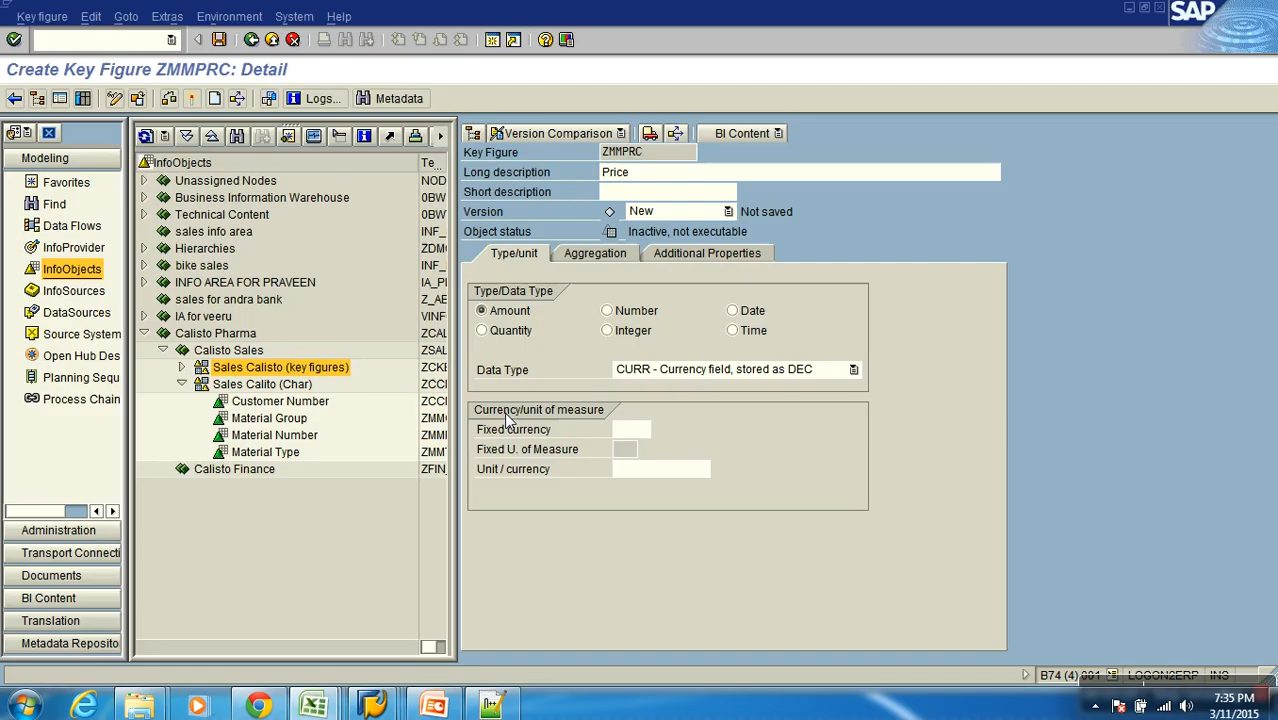 Key figure Edit Goto Extras Environment System Help
SAP
Create Key Figure ZMMPRC: Detail
Logs... Metadata
Version Comparison BI Content
Modeling
Favorites
Find
Data Flows
InfoProvider
InfoObjects
InfoSources
DataSources
Source System
Open Hub Des
Planning Sequ
Process Chain
Administration
Transport Connecti
Documents
BI Content
Translation
Metadata Reposito
InfoObjects Te...
Unassigned Nodes NOD
Business Information Warehouse 0BW
Technical Content 0BW
sales info area INF_
Hierarchies ZDM
bike sales INF_
INFO AREA FOR PRAVEEN IA_P
sales for andra bank Z_AE
IA for veeru VINF
Calisto Pharma ZCAL
Calisto Sales ZSAL
Sales Calisto (key figures) ZCKE
Sales Calito (Char) ZCC
Customer Number ZCC
Material Group ZMM
Material Number ZMM
Material Type ZMM
Calisto Finance ZFIN_
Key Figure ZMMPRC
Long description Price
Short description
Version New Not saved
Object status Inactive, not executable
Type/unit Aggregation Additional Properties
Type/Data Type
Amount Number Date
Quantity Integer Time
Data Type CURR - Currency field, stored as DEC
Currency/unit of measure
Fixed currency
Fixed U. of Measure
Unit / currency
B74 (4) 001 LOGON2ERP INS
7:35 PM
3/11/2015